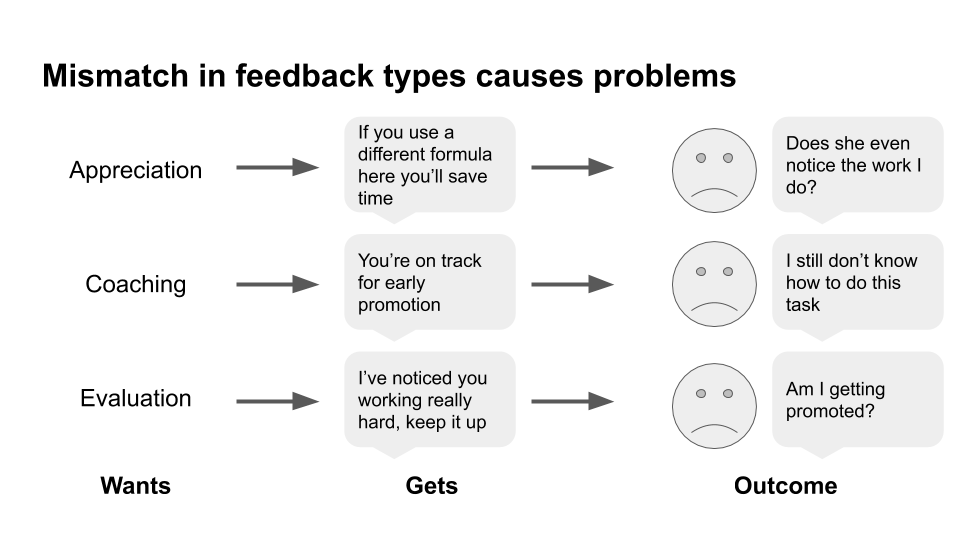 Mismatch in feedback types causes problems
Appreciation
If you use a
different formula
here you’ll save
time
Does she even
notice the work I
do?
Coaching
You’re on track
for early
promotion
I still don’t know
how to do this
task
Evaluation
I’ve noticed you
working really
hard, keep it up
Am I getting
promoted?
Wants
Gets
Outcome